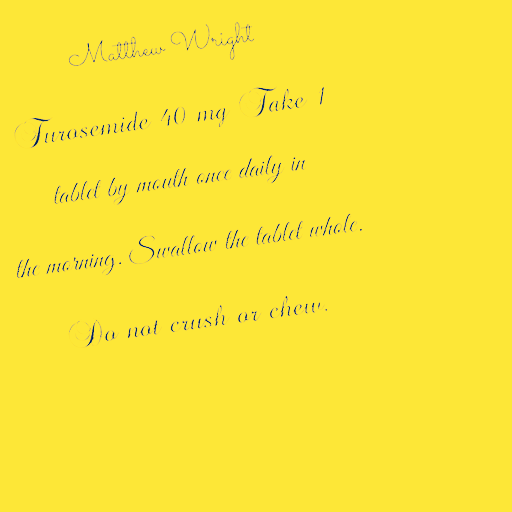 Matthew Wright
Furosemide 40 mg Take 1
tablet by mouth once daily in
the morning. Swallow the tablet whole.
Do not crush or chew.